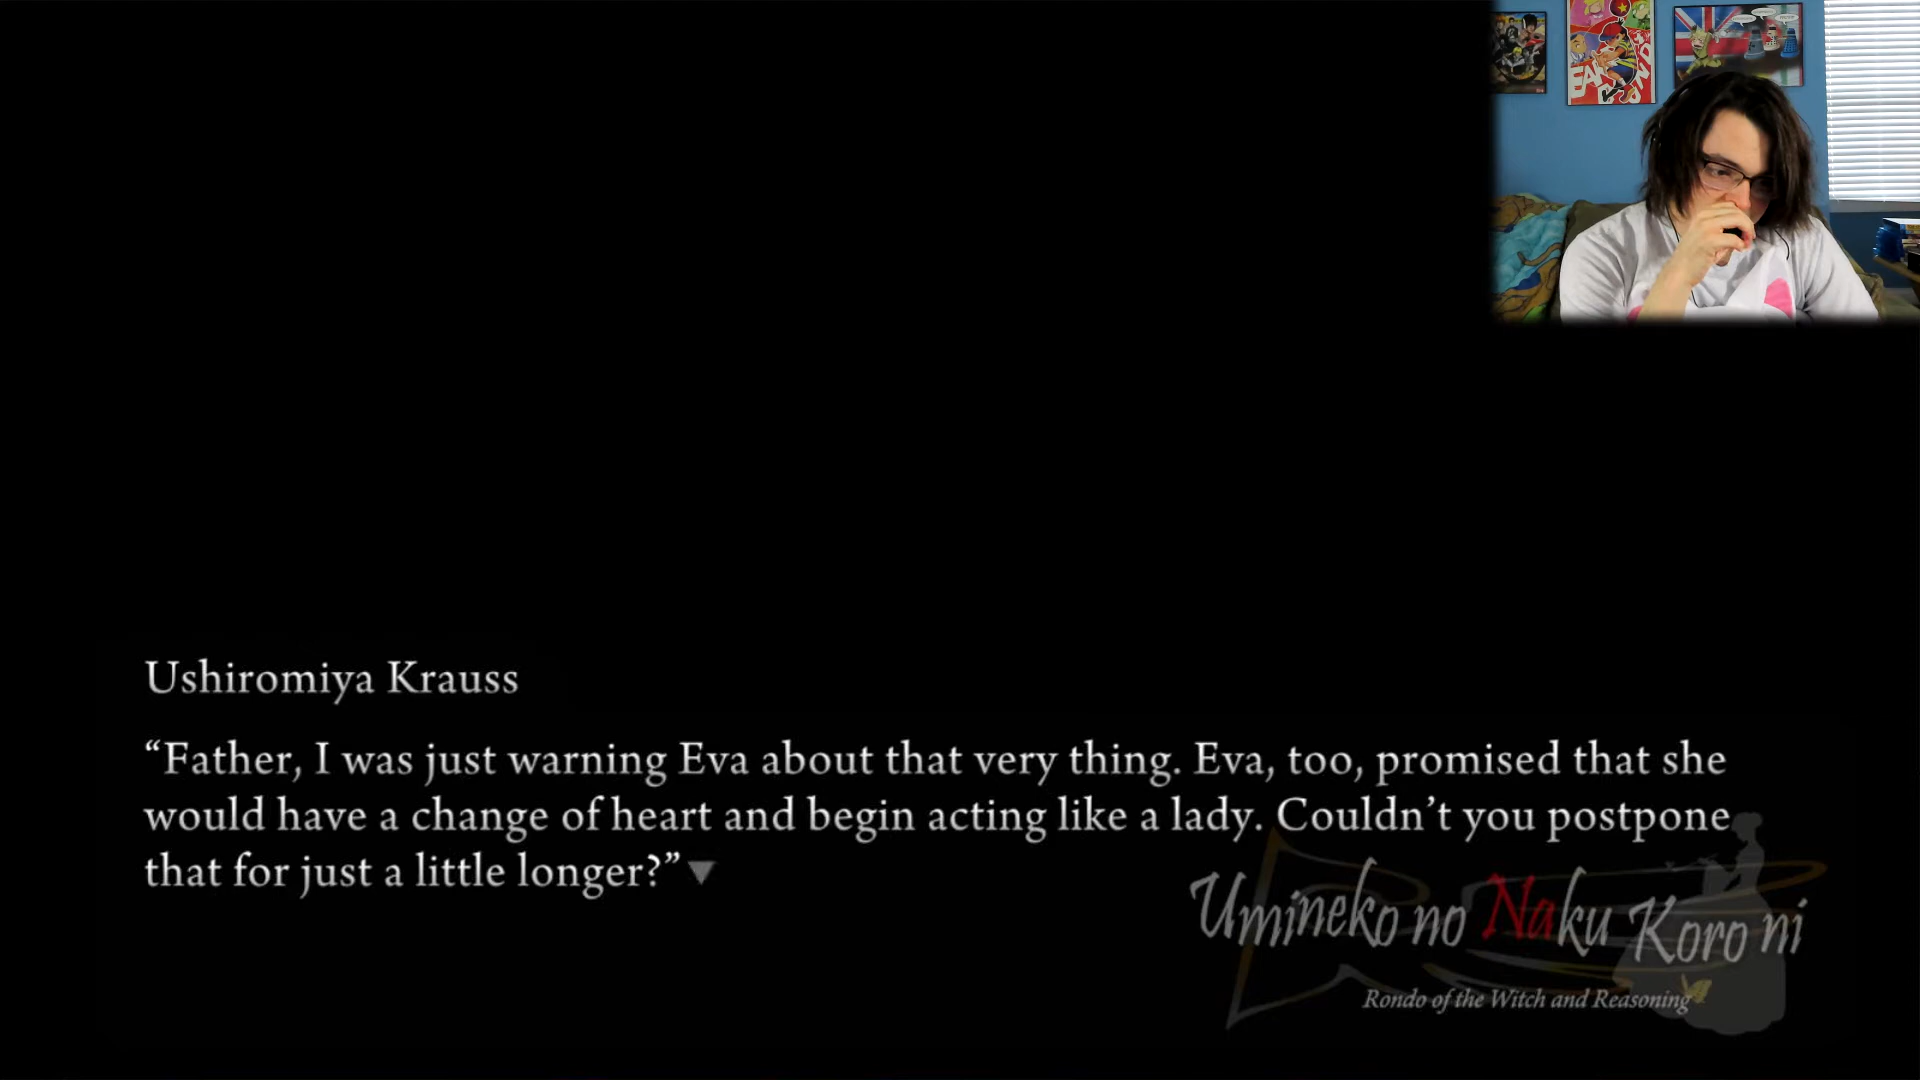 Ushiromiya Krauss
“Father, I was just warning Eva about that very thing. Eva, too, promised that she
would have a change of heart and begin acting like a lady. Couldn’t you postpone
that for just a little longer?”
Umineko no Naku Koro ni
Rondo of the Witch and Reasoning